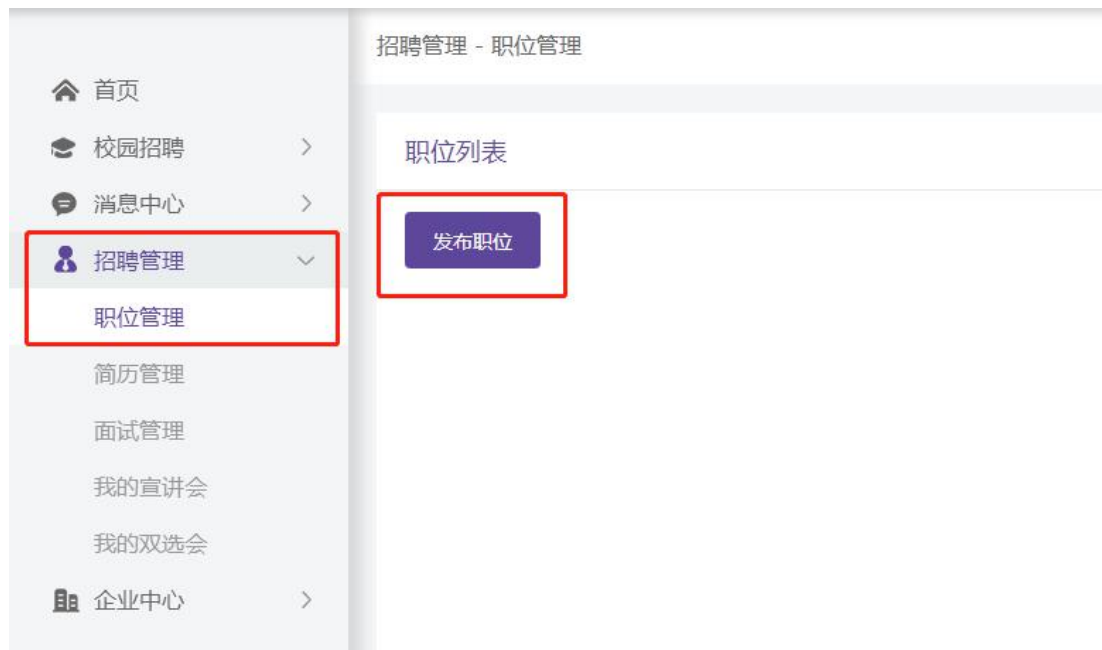 招聘管理 - 职位管理
首页
校园招聘
消息中心
招聘管理
职位管理
简历管理
面试管理
我的宣讲会
我的双选会
企业中心
职位列表
发布职位